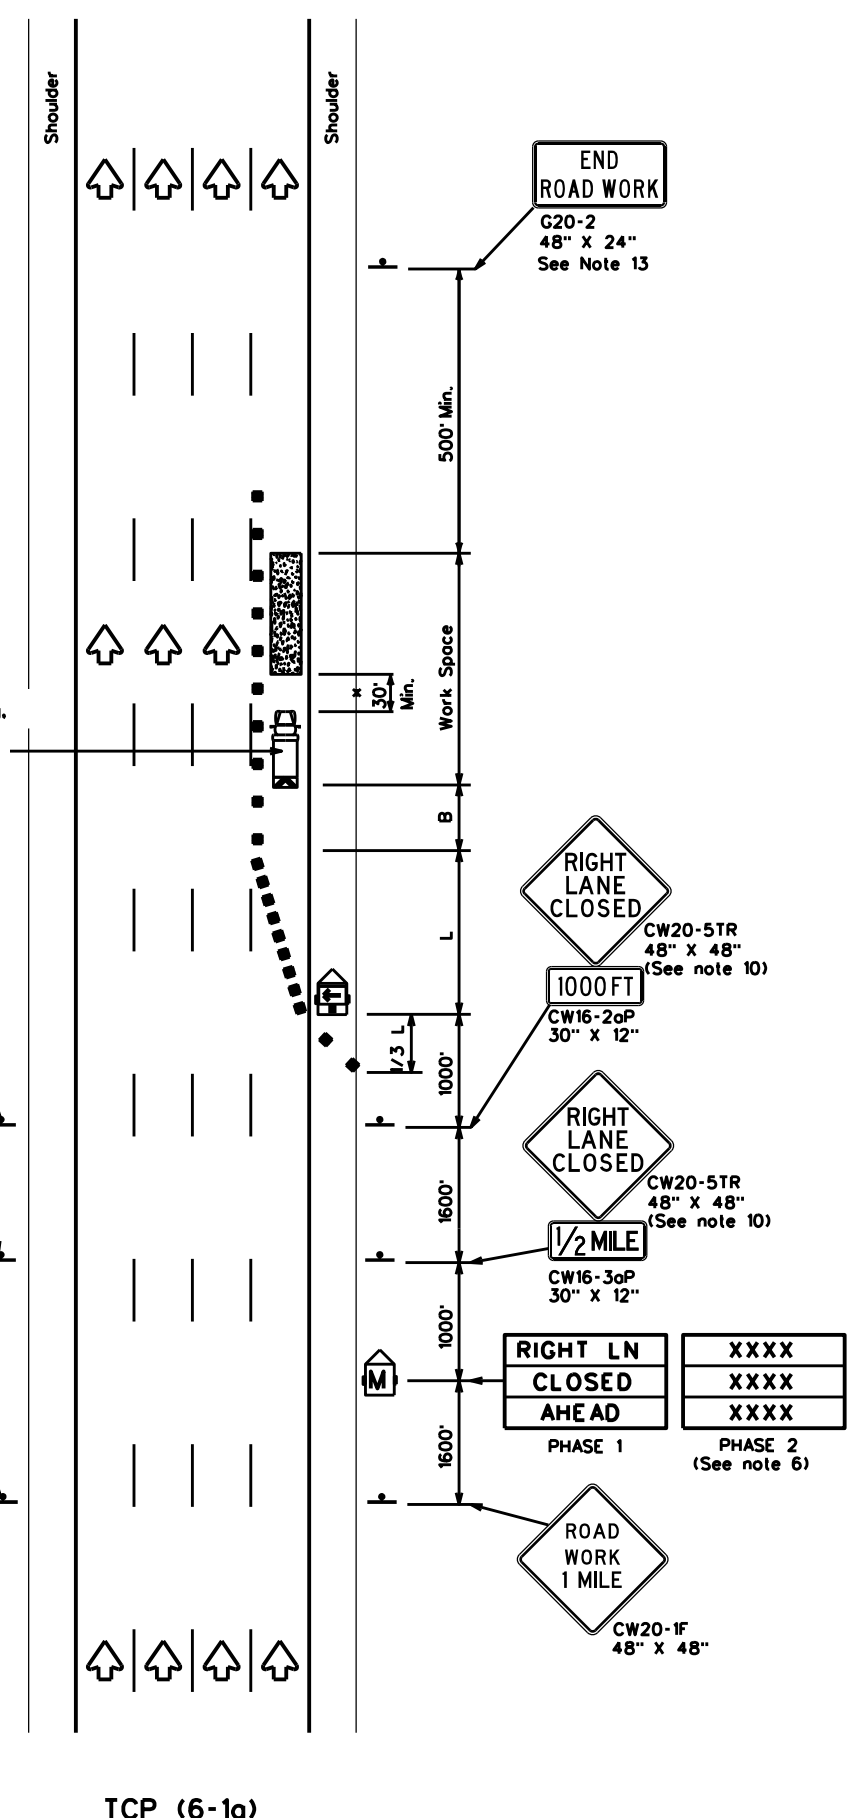 Shoulder
Shoulder
END
ROAD WORK
G20-2
48" X 24"
See Note 13
500' Min.
Work Space
x
30'
Min.
B
L
RIGHT
LANE
CLOSED
CW20-5TR
48" X 48"
(See note 10)
1000 FT
CW16-2aP
30" X 12"
1/3 L
1000'
RIGHT
LANE
CLOSED
CW20-5TR
48" X 48"
(See note 10)
1600'
1/2 MILE
CW16-3aP
30" X 12"
1000'
M
RIGHT LN
CLOSED
AHEAD
PHASE 1
XXXX
XXXX
XXXX
PHASE 2
(See note 6)
1600'
ROAD
WORK
1 MILE
CW20-1F
48" X 48"
TCP (6-1a)